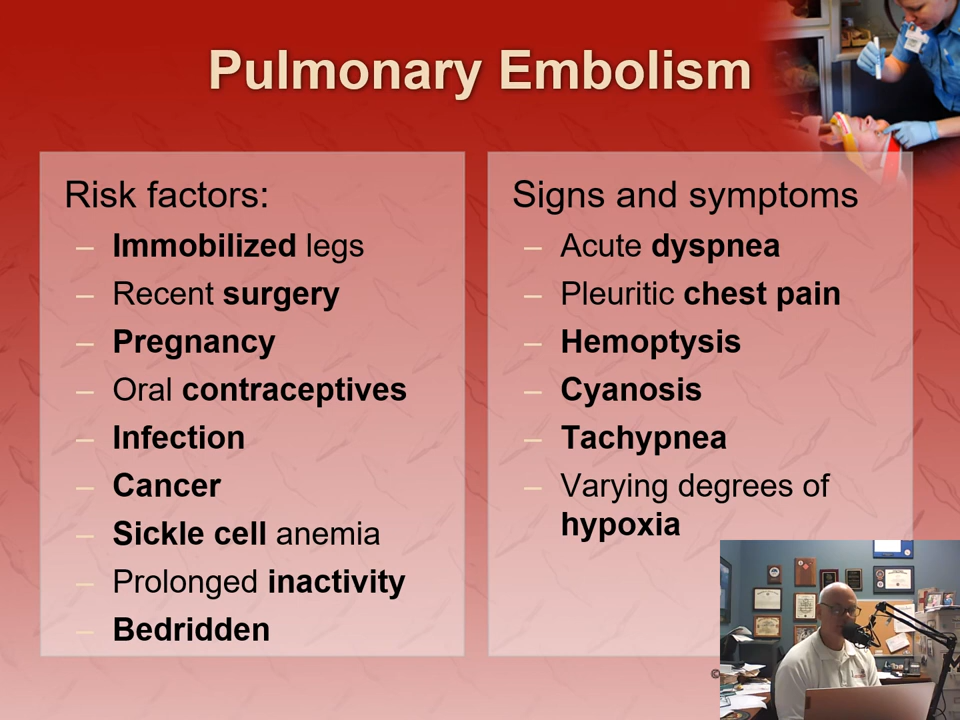 Pulmonary Embolism
Risk factors:
– Immobilized legs
– Recent surgery
– Pregnancy
– Oral contraceptives
– Infection
– Cancer
– Sickle cell anemia
– Prolonged inactivity
– Bedridden
Signs and symptoms
– Acute dyspnea
– Pleuritic chest pain
– Hemoptysis
– Cyanosis
– Tachypnea
– Varying degrees of
hypoxia
©